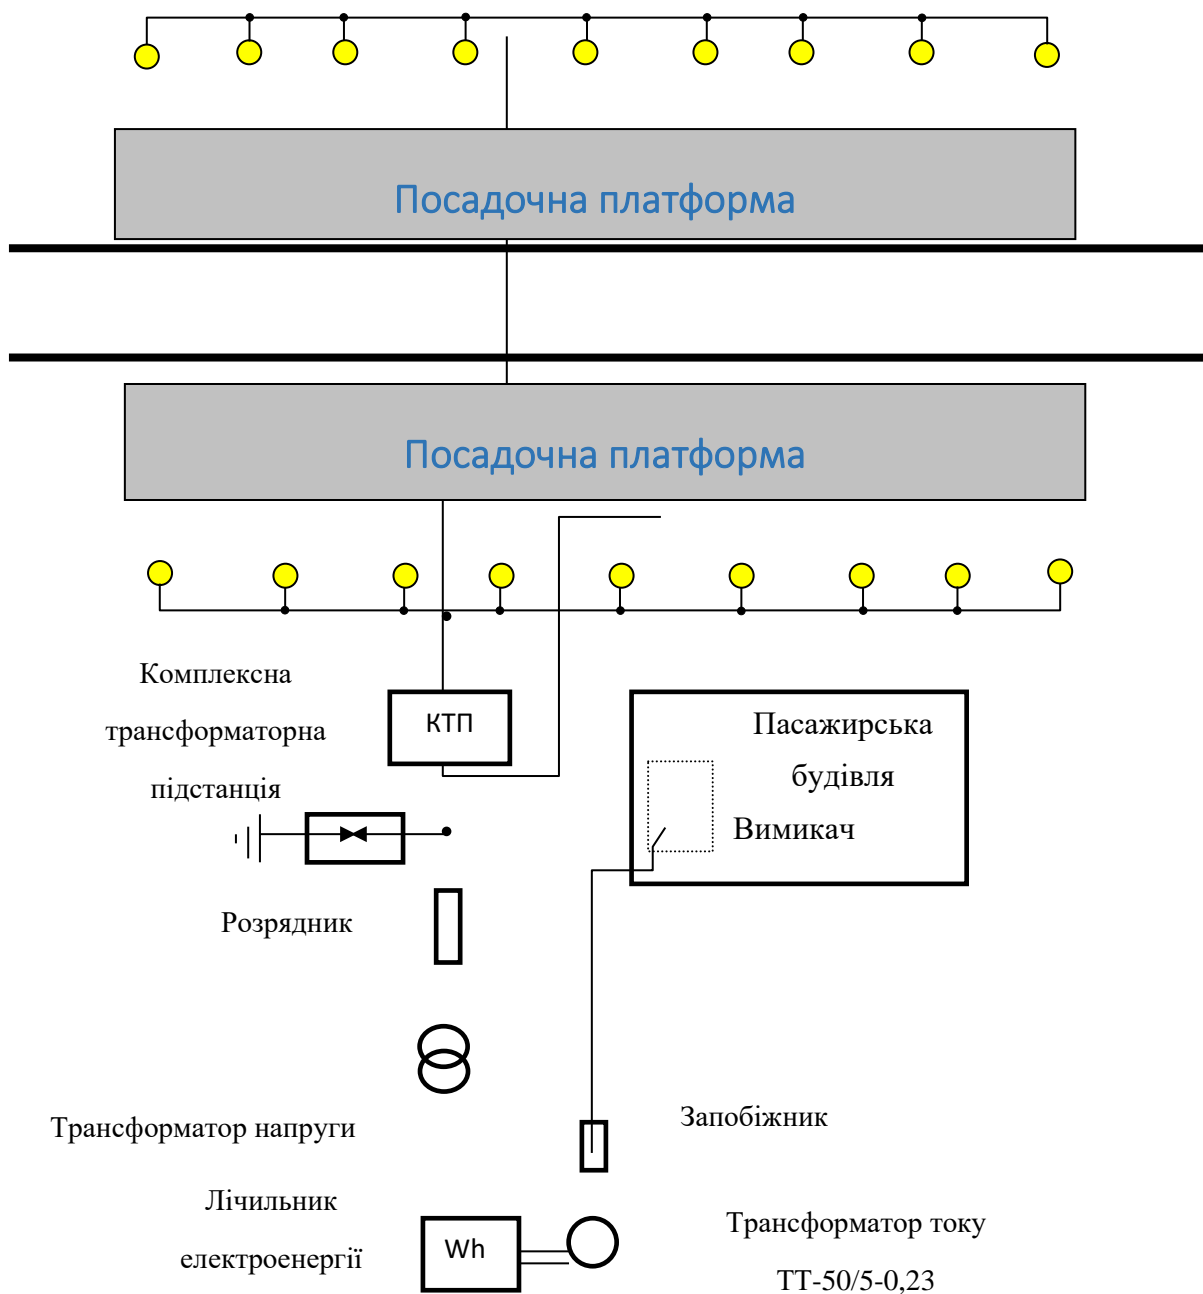 Посадочна платформа
Посадочна платформа
Комплексна
трансформаторна
підстанція
КТП
Пасажирська
будівля
Вимикач
Розрядник
Трансформатор напруги
Запобіжник
Лічильник
електроенергії
Wh
Трансформатор току
ТТ-50/5-0,23